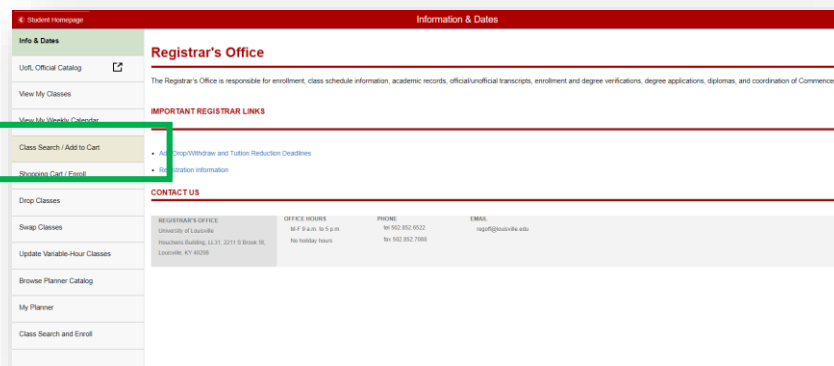 Student Homepage
Information & Dates
Info & Dates
UofL Official Catalog
View My Classes
View My Weekly Calendar
Class Search / Add to Cart
Shopping Cart / Enroll
Drop Classes
Swap Classes
Update Variable-Hour Classes
Browse Planner Catalog
My Planner
Class Search and Enroll
Registrar's Office
The Registrar's Office is responsible for enrollment, class schedule information, academic records, official/unofficial transcripts, enrollment and degree verifications, degree applications, diplomas, and coordination of Commence
IMPORTANT REGISTRAR LINKS
Add/Drop/Withdraw and Tuition Reduction Deadlines
Registration Information
CONTACT US
REGISTRAR'S OFFICE
University of Louisville
Houchens Building, LL31, 2211 S Brook St,
Louisville, KY 40208
OFFICE HOURS
M-F 9 a.m. to 5 p.m.
No holiday hours
PHONE
tel 502.852.6522
fax 502.852.7088
EMAIL
regoff@louisville.edu